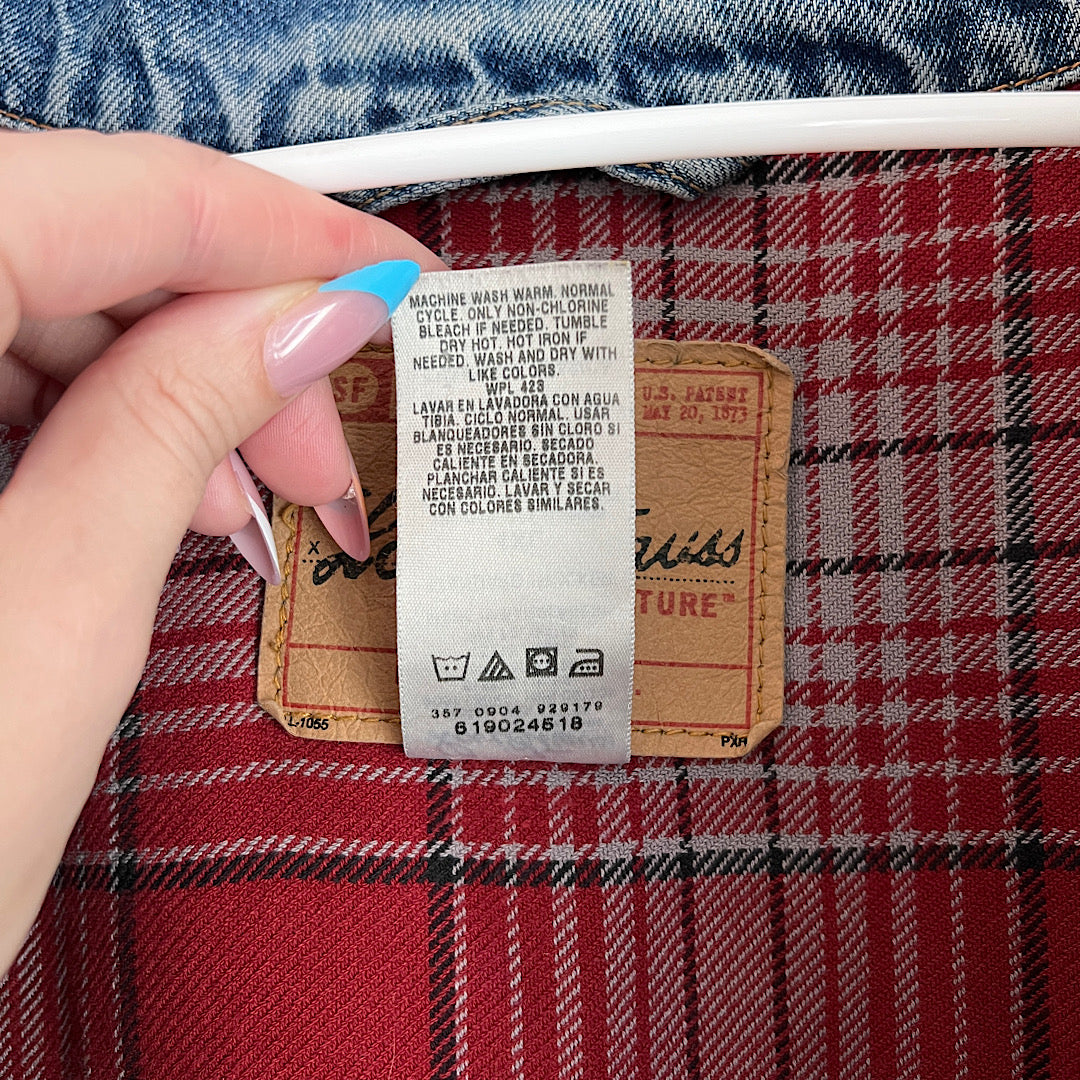 MACHINE WASH WARM, NORMAL
CYCLE. ONLY NON-CHLORINE
BLEACH IF NEEDED. TUMBLE
DRY HOT. HOT IRON IF
NEEDED. WASH AND DRY WITH
LIKE COLORS.
WPL 423
LAVAR EN LAVADORA CON AGUA
TIBIA. CICLO NORMAL. USAR
BLANQUEADORES SIN CLORO SI
ES NECESARIO. SECADO
CALIENTE EN SECADORA.
PLANCHAR CALIENTE SI ES
NECESARIO. LAVAR Y SECAR
CON COLORES SIMILARES.
357 0904 929179
619024518
SF
U.S. PATENT
MAY 20, 1873
X
TURE™
L-1055